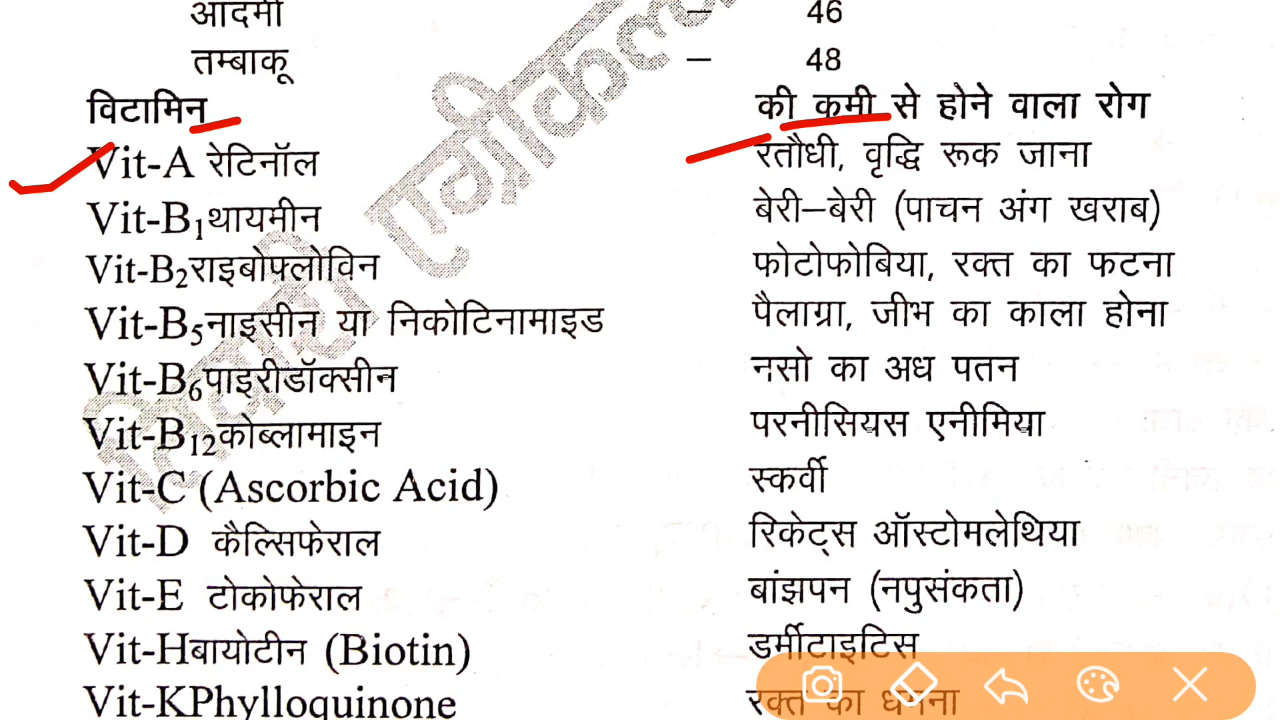 आदमी – 46
तम्बाकू – 48
विटामिन की कमी से होने वाला रोग
Vit-A रेटिनॉल रतौधी, वृद्धि रूक जाना
Vit-B₁थायमीन बेरी–बेरी (पाचन अंग खराब)
Vit-B₂राइबोफ्लोविन फोटोफोबिया, रक्त का फटना
Vit-B₅नाइसीन या निकोटिनामाइड पैलाग्रा, जीभ का काला होना
Vit-B₆पाइरीडॉक्सीन नसो का अध पतन
Vit-B₁₂कोब्लामाइन परनीसियस एनीमिया
Vit-C (Ascorbic Acid) स्कर्वी
Vit-D कैल्सिफेराल रिकेट्स ऑस्टोमलेथिया
Vit-E टोकोफेराल बांझपन (नपुसंकता)
Vit-Hबायोटीन (Biotin) डर्मीटाइटिस
Vit-KPhylloquinone रक्त का